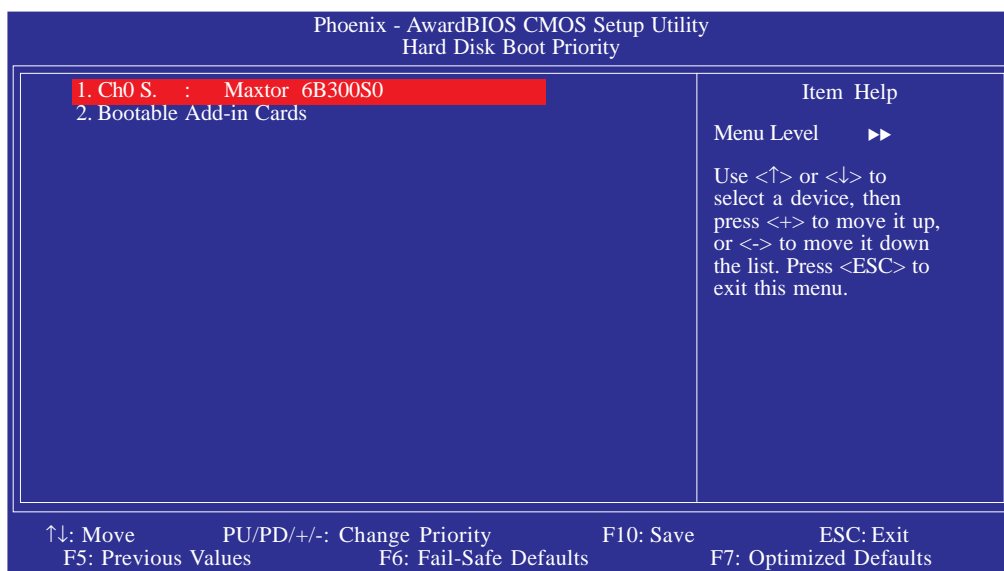 Phoenix - AwardBIOS CMOS Setup Utility
Hard Disk Boot Priority
1. Ch0 S. : Maxtor 6B300S0
2. Bootable Add-in Cards
Item Help
Menu Level ►►
Use <↑> or <↓> to
select a device, then
press <+> to move it up,
or <-> to move it down
the list. Press <ESC> to
exit this menu.
↑↓: Move PU/PD/+/-: Change Priority F10: Save ESC: Exit
F5: Previous Values F6: Fail-Safe Defaults F7: Optimized Defaults